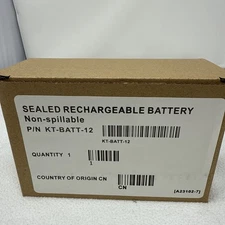 SEALED RECHARGEABLE BATTERY
Non-spillable
P/N KT-BATT-12
KT-BATT-12
QUANTITY 1
1
COUNTRY OF ORIGIN CN
CN
[A33102-7]